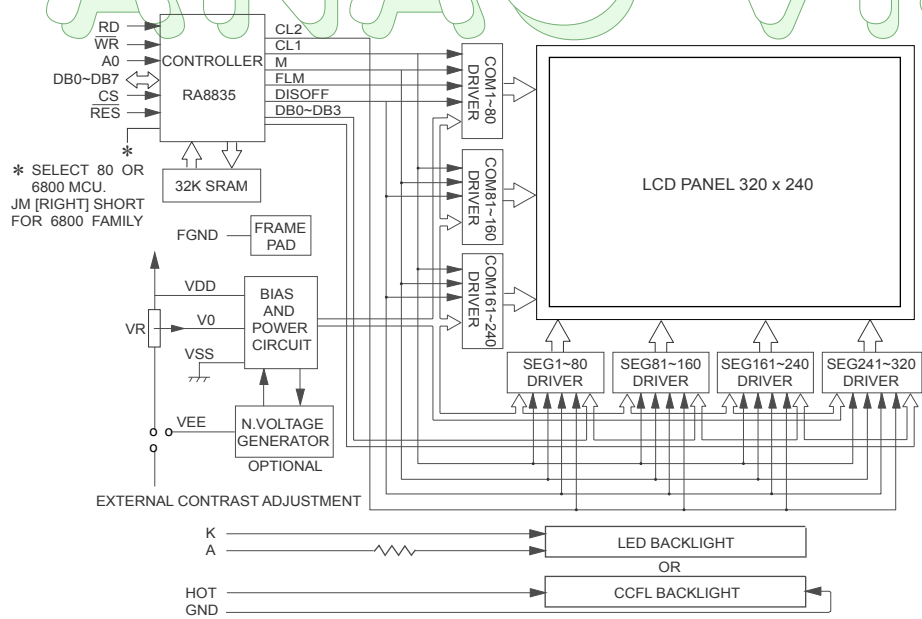 RD
WR
A0
DB0~DB7
CS
RES
CONTROLLER
RA8835
CL2
CL1
M
FLM
DISOFF
DB0~DB3
*
* SELECT 80 OR
6800 MCU.
JM [RIGHT] SHORT
FOR 6800 FAMILY
32K SRAM
FGND
FRAME
PAD
COM1~80
DRIVER
COM81~160
DRIVER
COM161~240
DRIVER
LCD PANEL 320 x 240
VDD
VR
V0
VSS
BIAS
AND
POWER
CIRCUIT
VEE
N.VOLTAGE
GENERATOR
OPTIONAL
EXTERNAL CONTRAST ADJUSTMENT
SEG1~80
DRIVER
SEG81~160
DRIVER
SEG161~240
DRIVER
SEG241~320
DRIVER
K
A
LED BACKLIGHT
OR
HOT
GND
CCFL BACKLIGHT